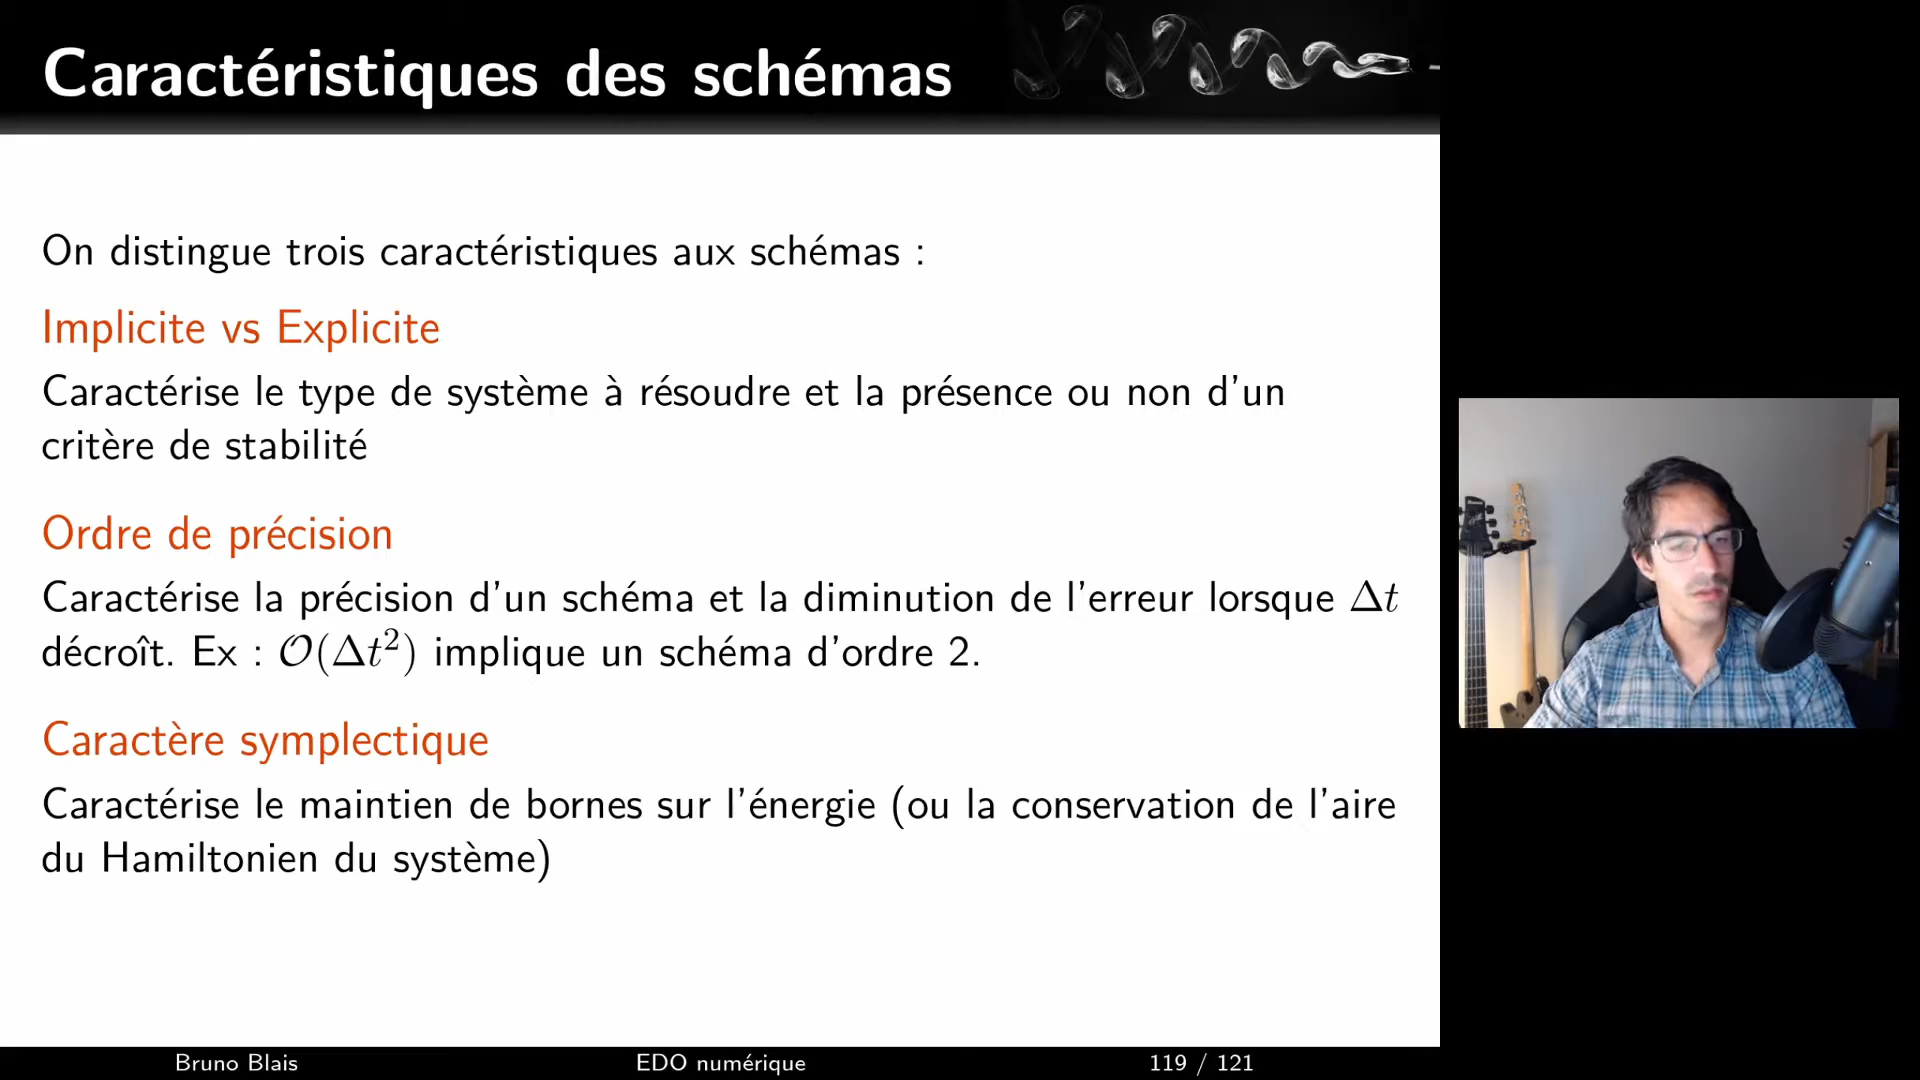 Caractéristiques des schémas
On distingue trois caractéristiques aux schémas :
Implicite vs Explicite
Caractérise le type de système à résoudre et la présence ou non d'un
critère de stabilité
Ordre de précision
Caractérise la précision d'un schéma et la diminution de l'erreur lorsque Δt
décroît. Ex : 𝒪(Δt²) implique un schéma d'ordre 2.
Caractère symplectique
Caractérise le maintien de bornes sur l'énergie (ou la conservation de l'aire
du Hamiltonien du système)
Bruno Blais EDO numérique 119 / 121